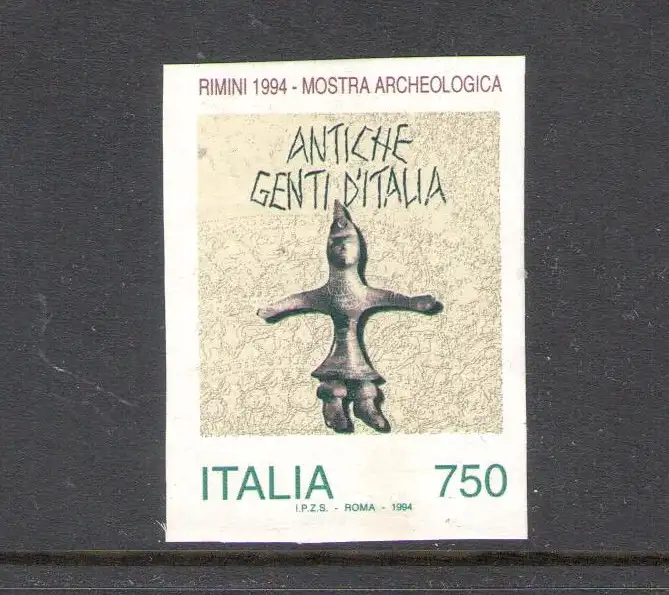 RIMINI 1994 - MOSTRA ARCHEOLOGICA
ANTICHE
GENTI D'ITALIA
ITALIA 750
I.P.Z.S. - ROMA - 1994